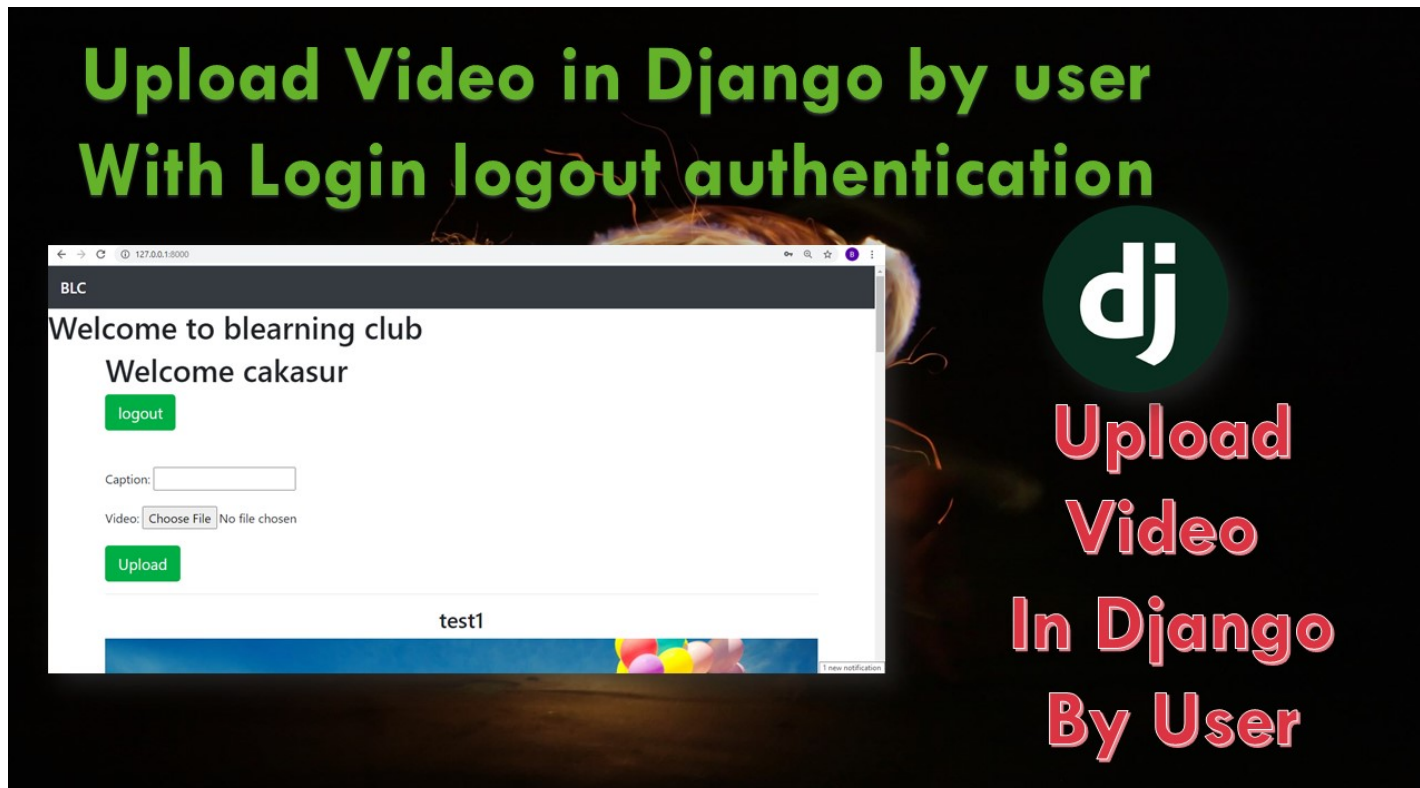 Upload Video in Django by user
With Login logout authentication
127.0.0.1:8000
B
BLC
Welcome to blearning club
Welcome cakasur
logout
Caption:
Video: Choose File No file chosen
Upload
test1
1 new notification
dj
Upload
Video
In Django
By User